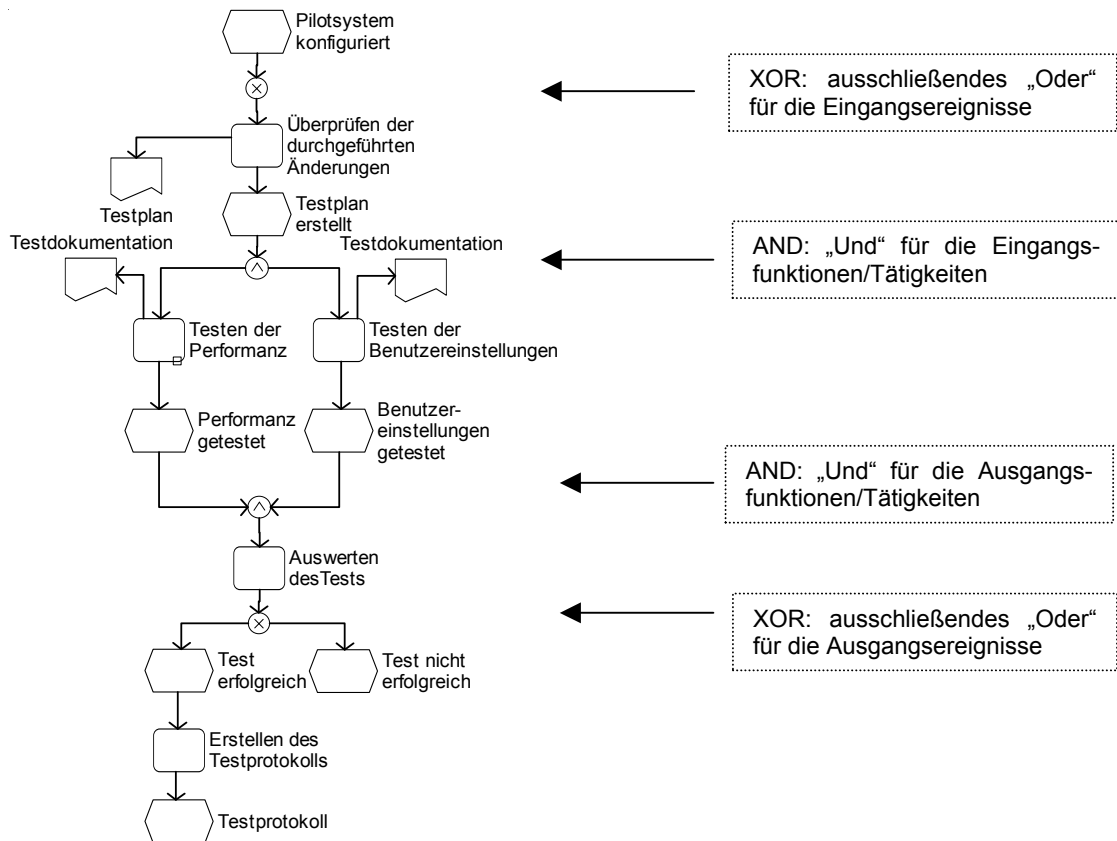 Pilotsystem
konfiguriert
XOR: ausschließendes „Oder“
für die Eingangsereignisse
Überprüfen der
durchgeführten
Änderungen
Testplan
Testplan
erstellt
Testdokumentation
Testdokumentation
AND: „Und“ für die Eingangs-
funktionen/Tätigkeiten
Testen der
Performanz
Testen der
Benutzereinstellungen
Performanz
getestet
Benutzer-
einstellungen
getestet
AND: „Und“ für die Ausgangs-
funktionen/Tätigkeiten
Auswerten
desTests
XOR: ausschließendes „Oder“
für die Ausgangsereignisse
Test
erfolgreich
Test nicht
erfolgreich
Erstellen des
Testprotokolls
Testprotokoll